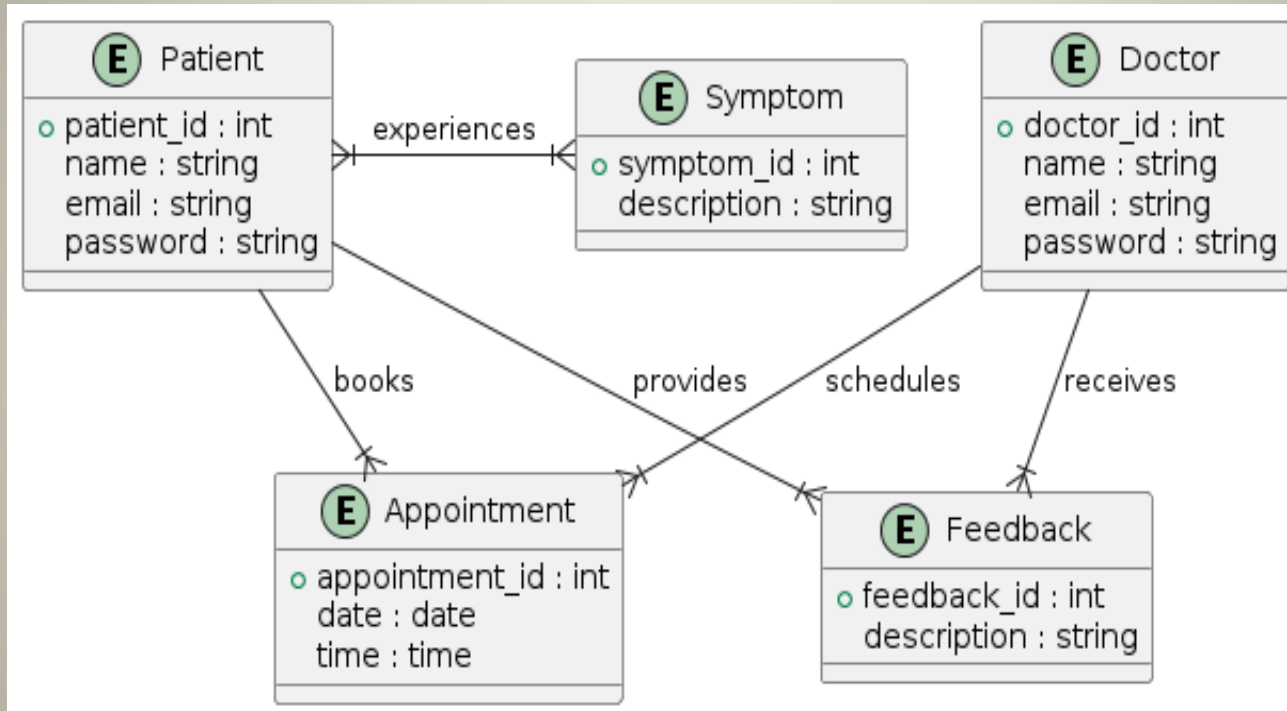 E Patient
patient_id : int
name : string
email : string
password : string
experiences
E Symptom
symptom_id : int
description : string
E Doctor
doctor_id : int
name : string
email : string
password : string
books
provides
schedules
receives
E Appointment
appointment_id : int
date : date
time : time
E Feedback
feedback_id : int
description : string